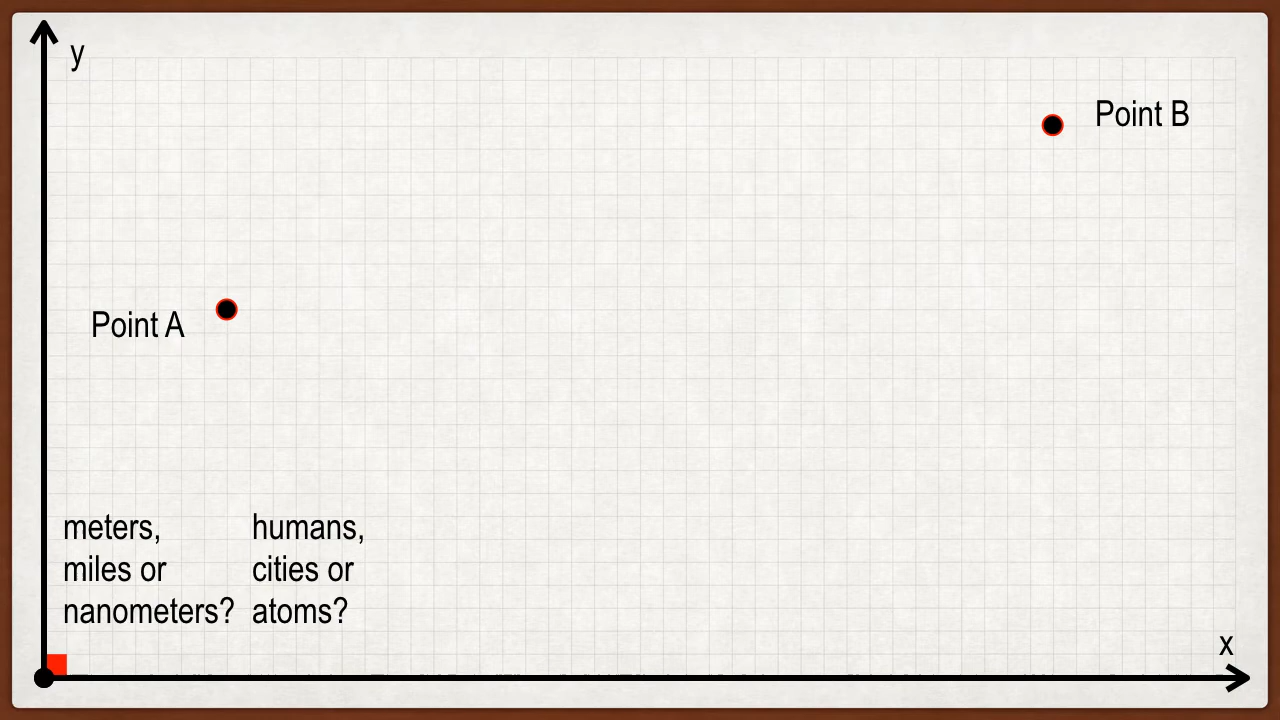 y
Point B
Point A
meters,
miles or
nanometers?
humans,
cities or
atoms?
x